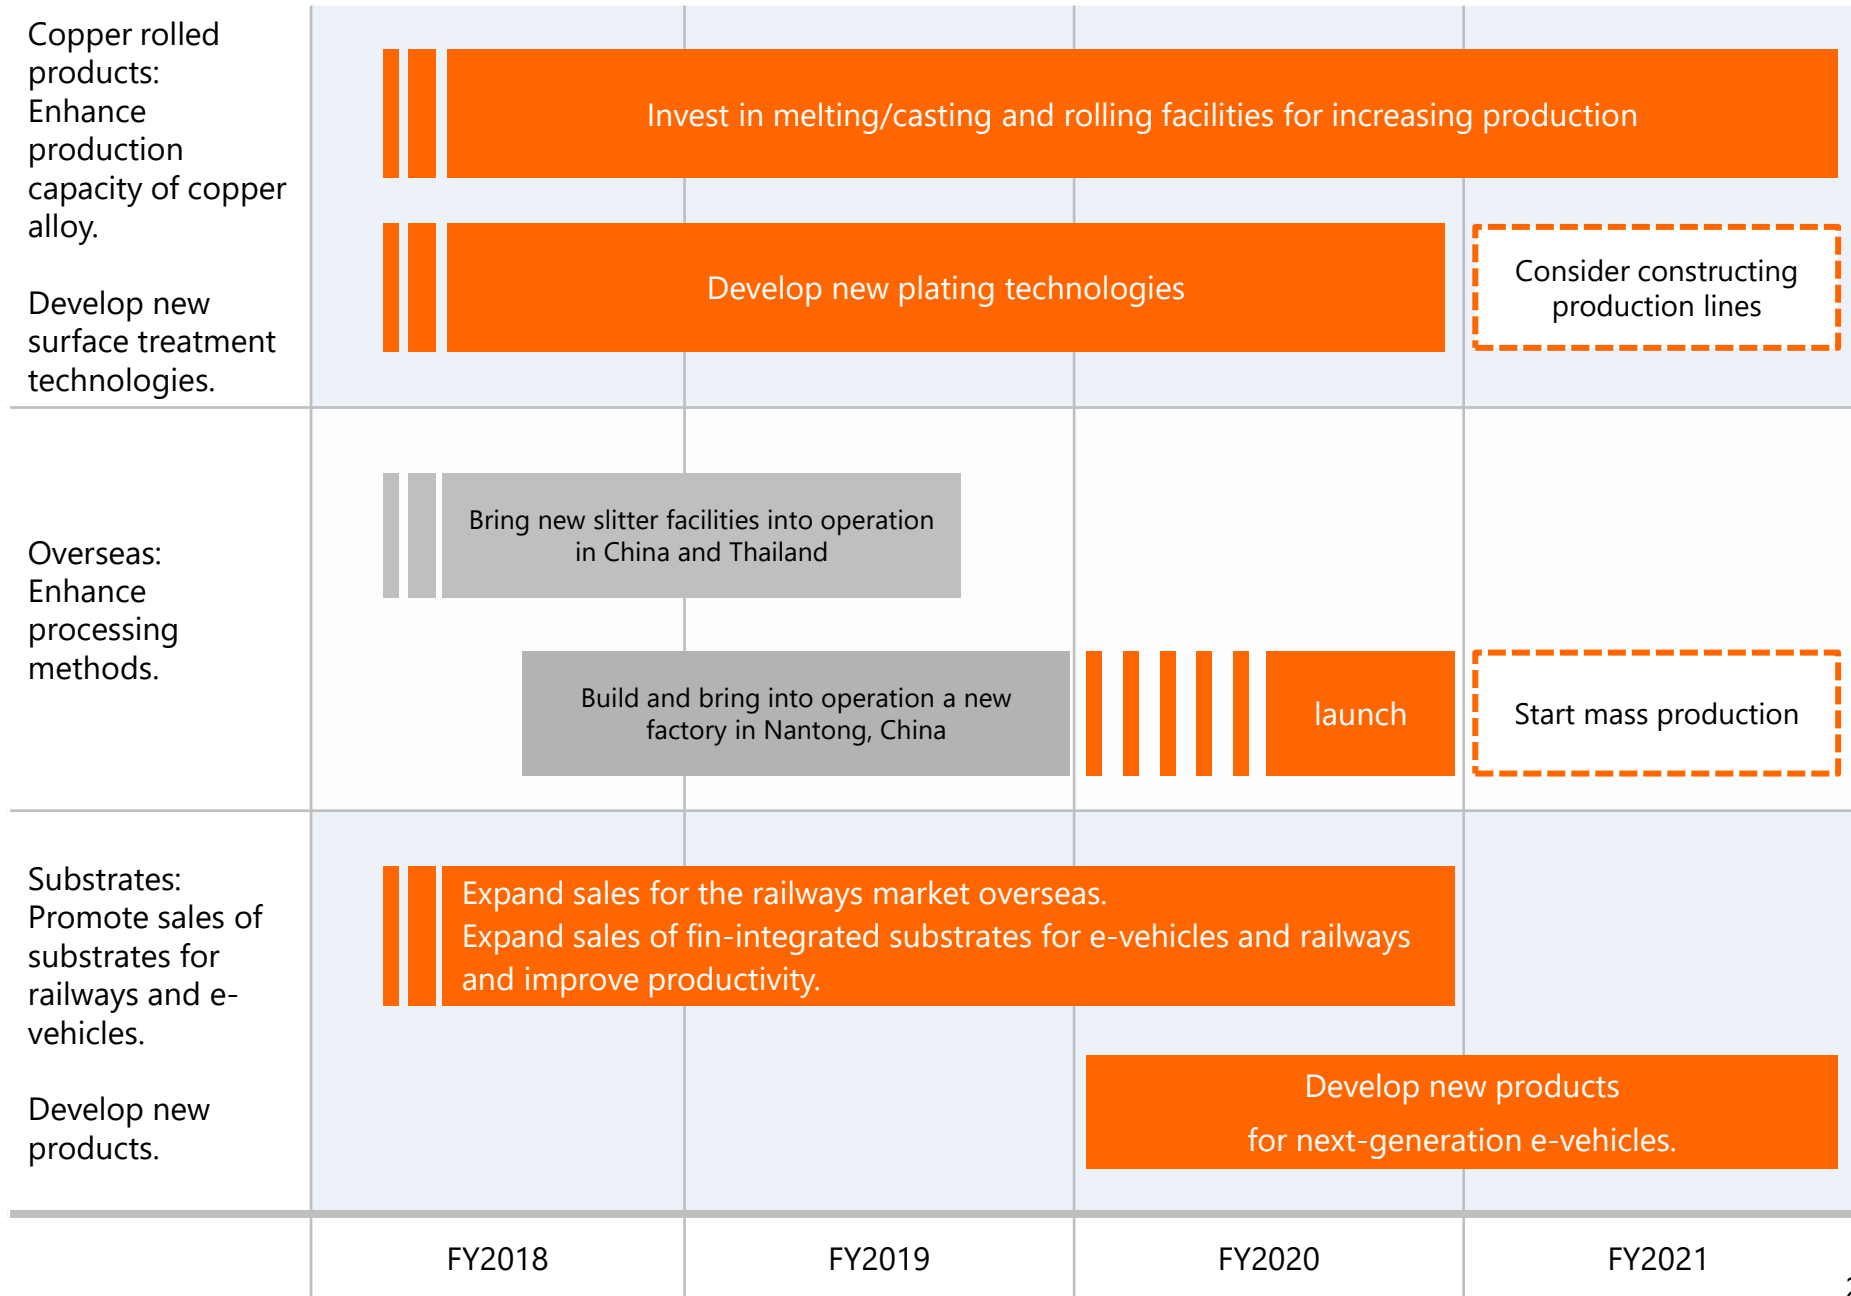 Copper rolled
products:
Enhance
production
capacity of copper
alloy.
Develop new
surface treatment
technologies.
Invest in melting/casting and rolling facilities for increasing production
Develop new plating technologies
Consider constructing
production lines
Overseas:
Enhance
processing
methods.
Bring new slitter facilities into operation
in China and Thailand
Build and bring into operation a new
factory in Nantong, China
launch
Start mass production
Substrates:
Promote sales of
substrates for
railways and e-
vehicles.
Develop new
products.
Expand sales for the railways market overseas.
Expand sales of fin-integrated substrates for e-vehicles and railways
and improve productivity.
Develop new products
for next-generation e-vehicles.
FY2018
FY2019
FY2020
FY2021